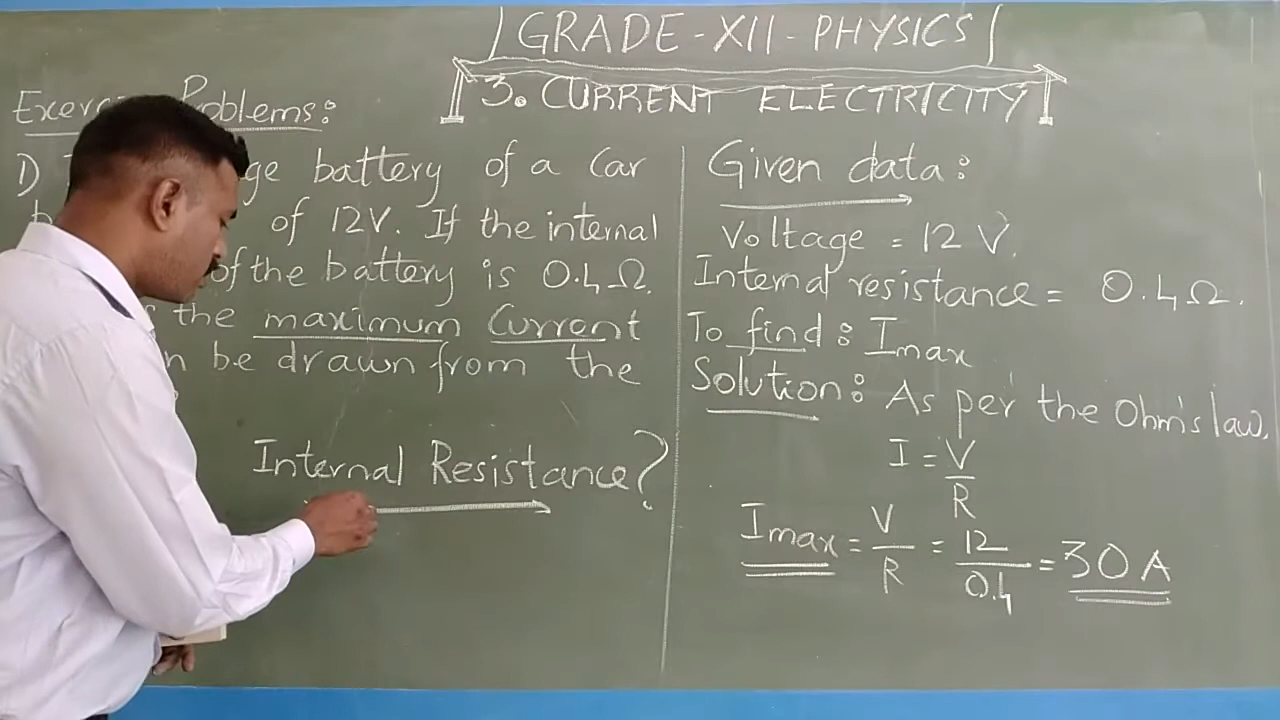 GRADE-XII-PHYSICS
3. CURRENT ELECTRICITY
Problems:
1) battery of a Car
of 12V. If the internal
of the battery is 0.4Ω.
the maximum Current
be drawn from the
Internal Resistance?
Given data:
Voltage = 12 V.
Internal resistance = 0.4Ω.
To find: Imax
Solution: As per the Ohm's law,
I = V/R
Imax = V/R = 12/0.4 = 30 A